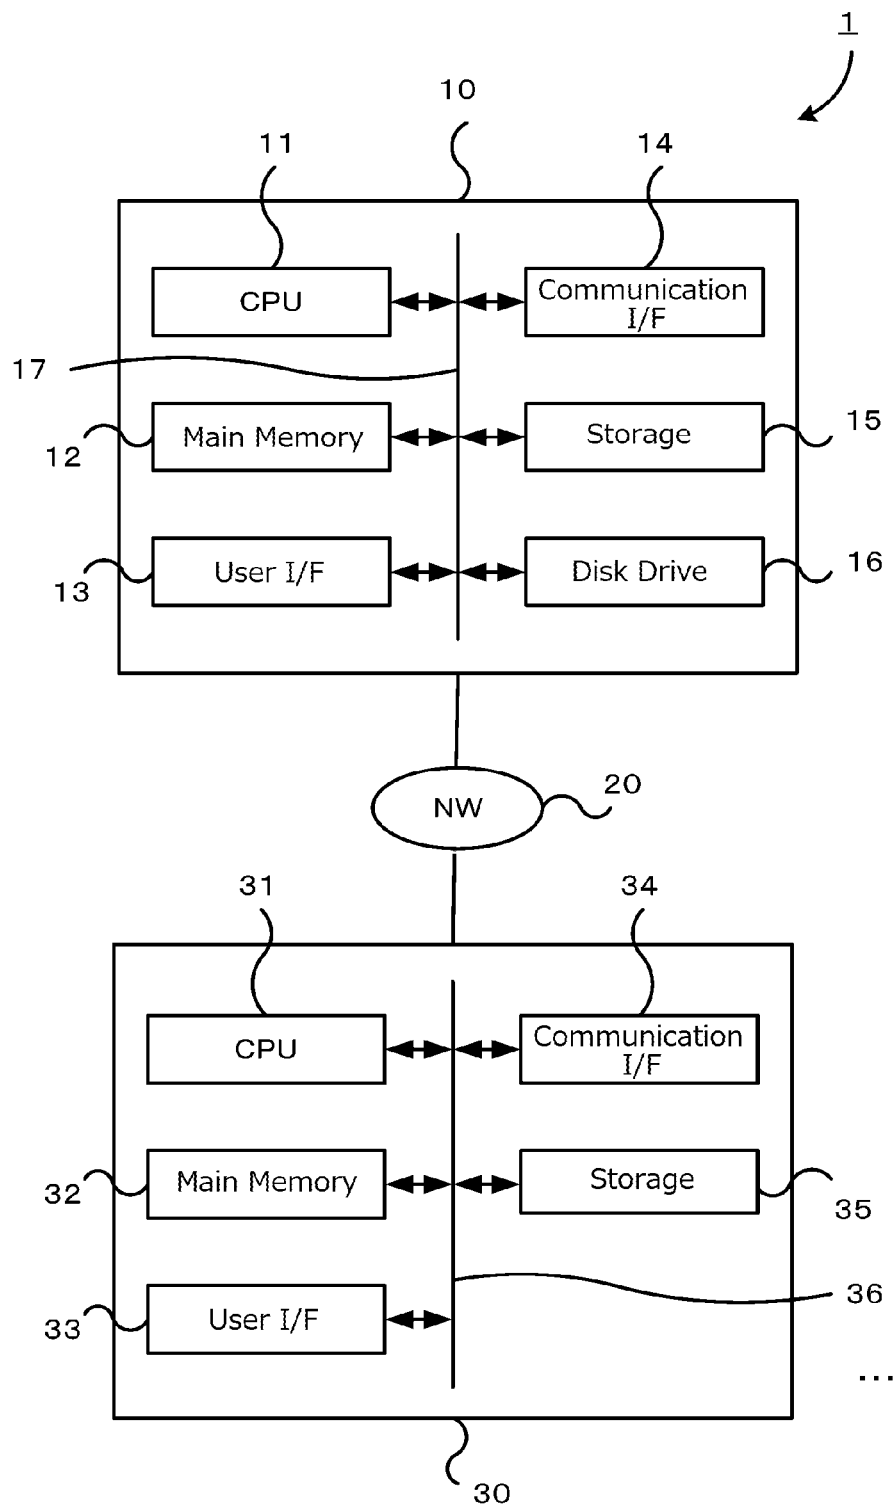 1
10
11
14
CPU
Communication
I/F
17
Main Memory
Storage
12
15
User I/F
Disk Drive
13
16
NW
20
31
34
CPU
Communication
I/F
Main Memory
Storage
32
35
User I/F
36
33
...
30